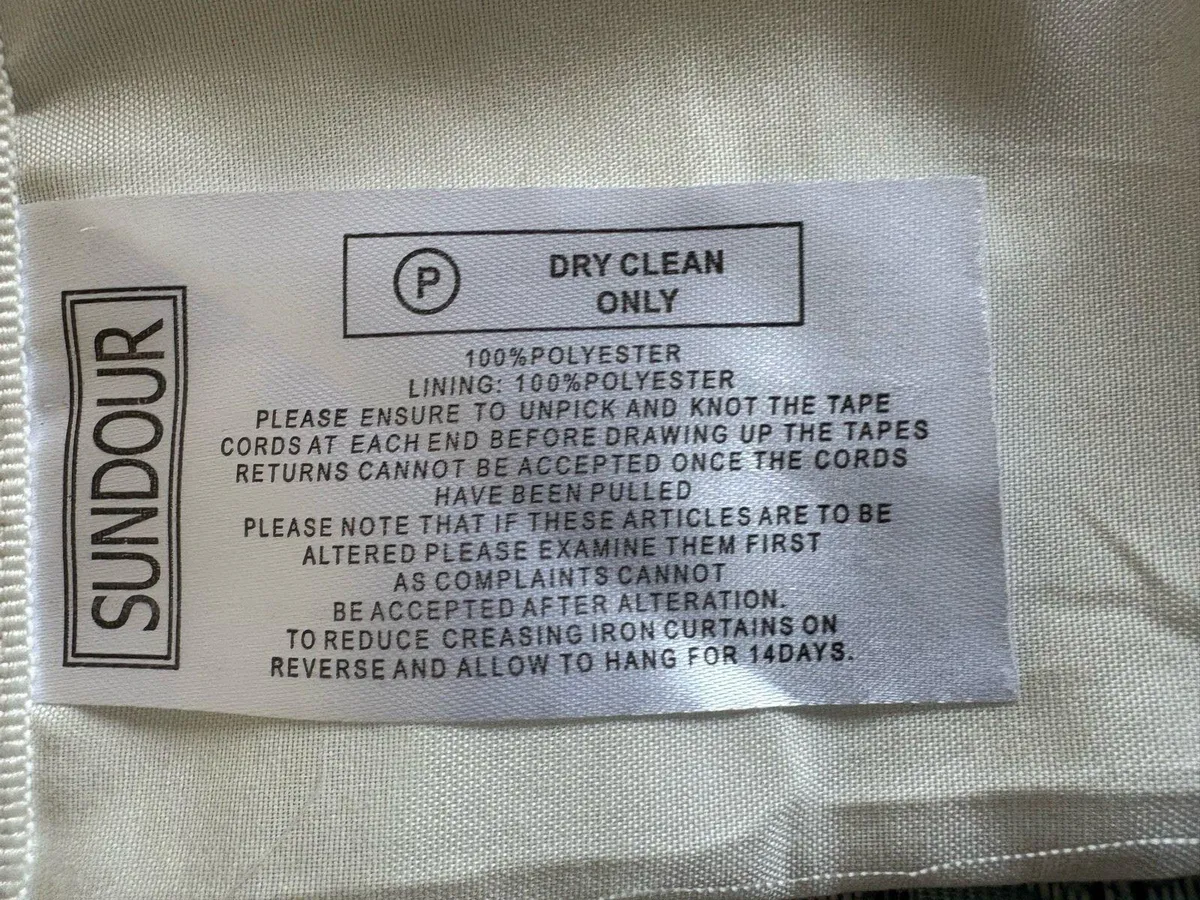 SUNDOUR
P
DRY CLEAN
ONLY
100%POLYESTER
LINING: 100%POLYESTER
PLEASE ENSURE TO UNPICK AND KNOT THE TAPE
CORDS AT EACH END BEFORE DRAWING UP THE TAPES
RETURNS CANNOT BE ACCEPTED ONCE THE CORDS
HAVE BEEN PULLED
PLEASE NOTE THAT IF THESE ARTICLES ARE TO BE
ALTERED PLEASE EXAMINE THEM FIRST
AS COMPLAINTS CANNOT
BE ACCEPTED AFTER ALTERATION.
TO REDUCE CREASING IRON CURTAINS ON
REVERSE AND ALLOW TO HANG FOR 14DAYS.